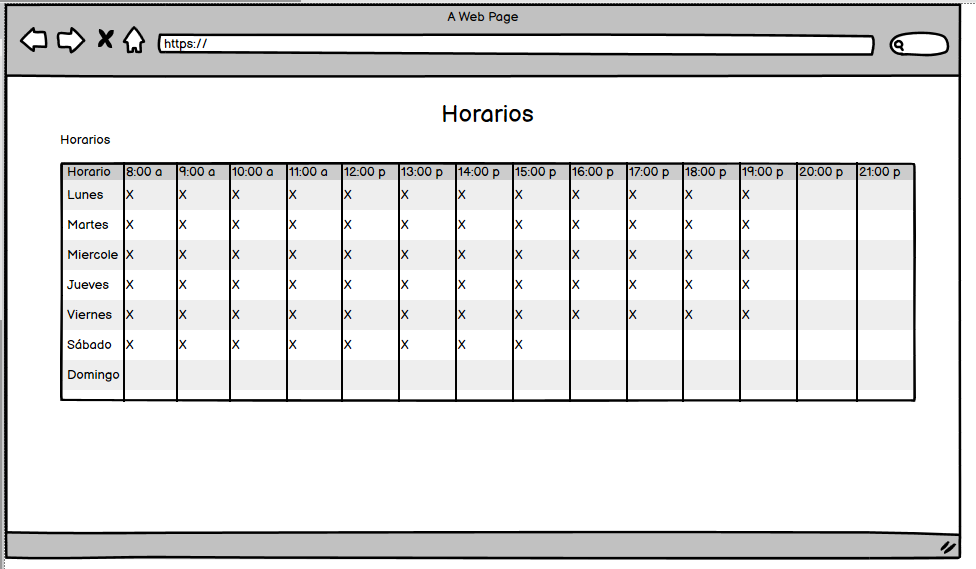 A Web Page
https://
Horarios
Horarios
Horario 8:00 a 9:00 a 10:00 a 11:00 a 12:00 p 13:00 p 14:00 p 15:00 p 16:00 p 17:00 p 18:00 p 19:00 p 20:00 p 21:00 p
Lunes X X X X X X X X X X X X
Martes X X X X X X X X X X X X
Miercole X X X X X X X X X X X X
Jueves X X X X X X X X X X X X
Viernes X X X X X X X X X X X X
Sábado X X X X X X X X
Domingo